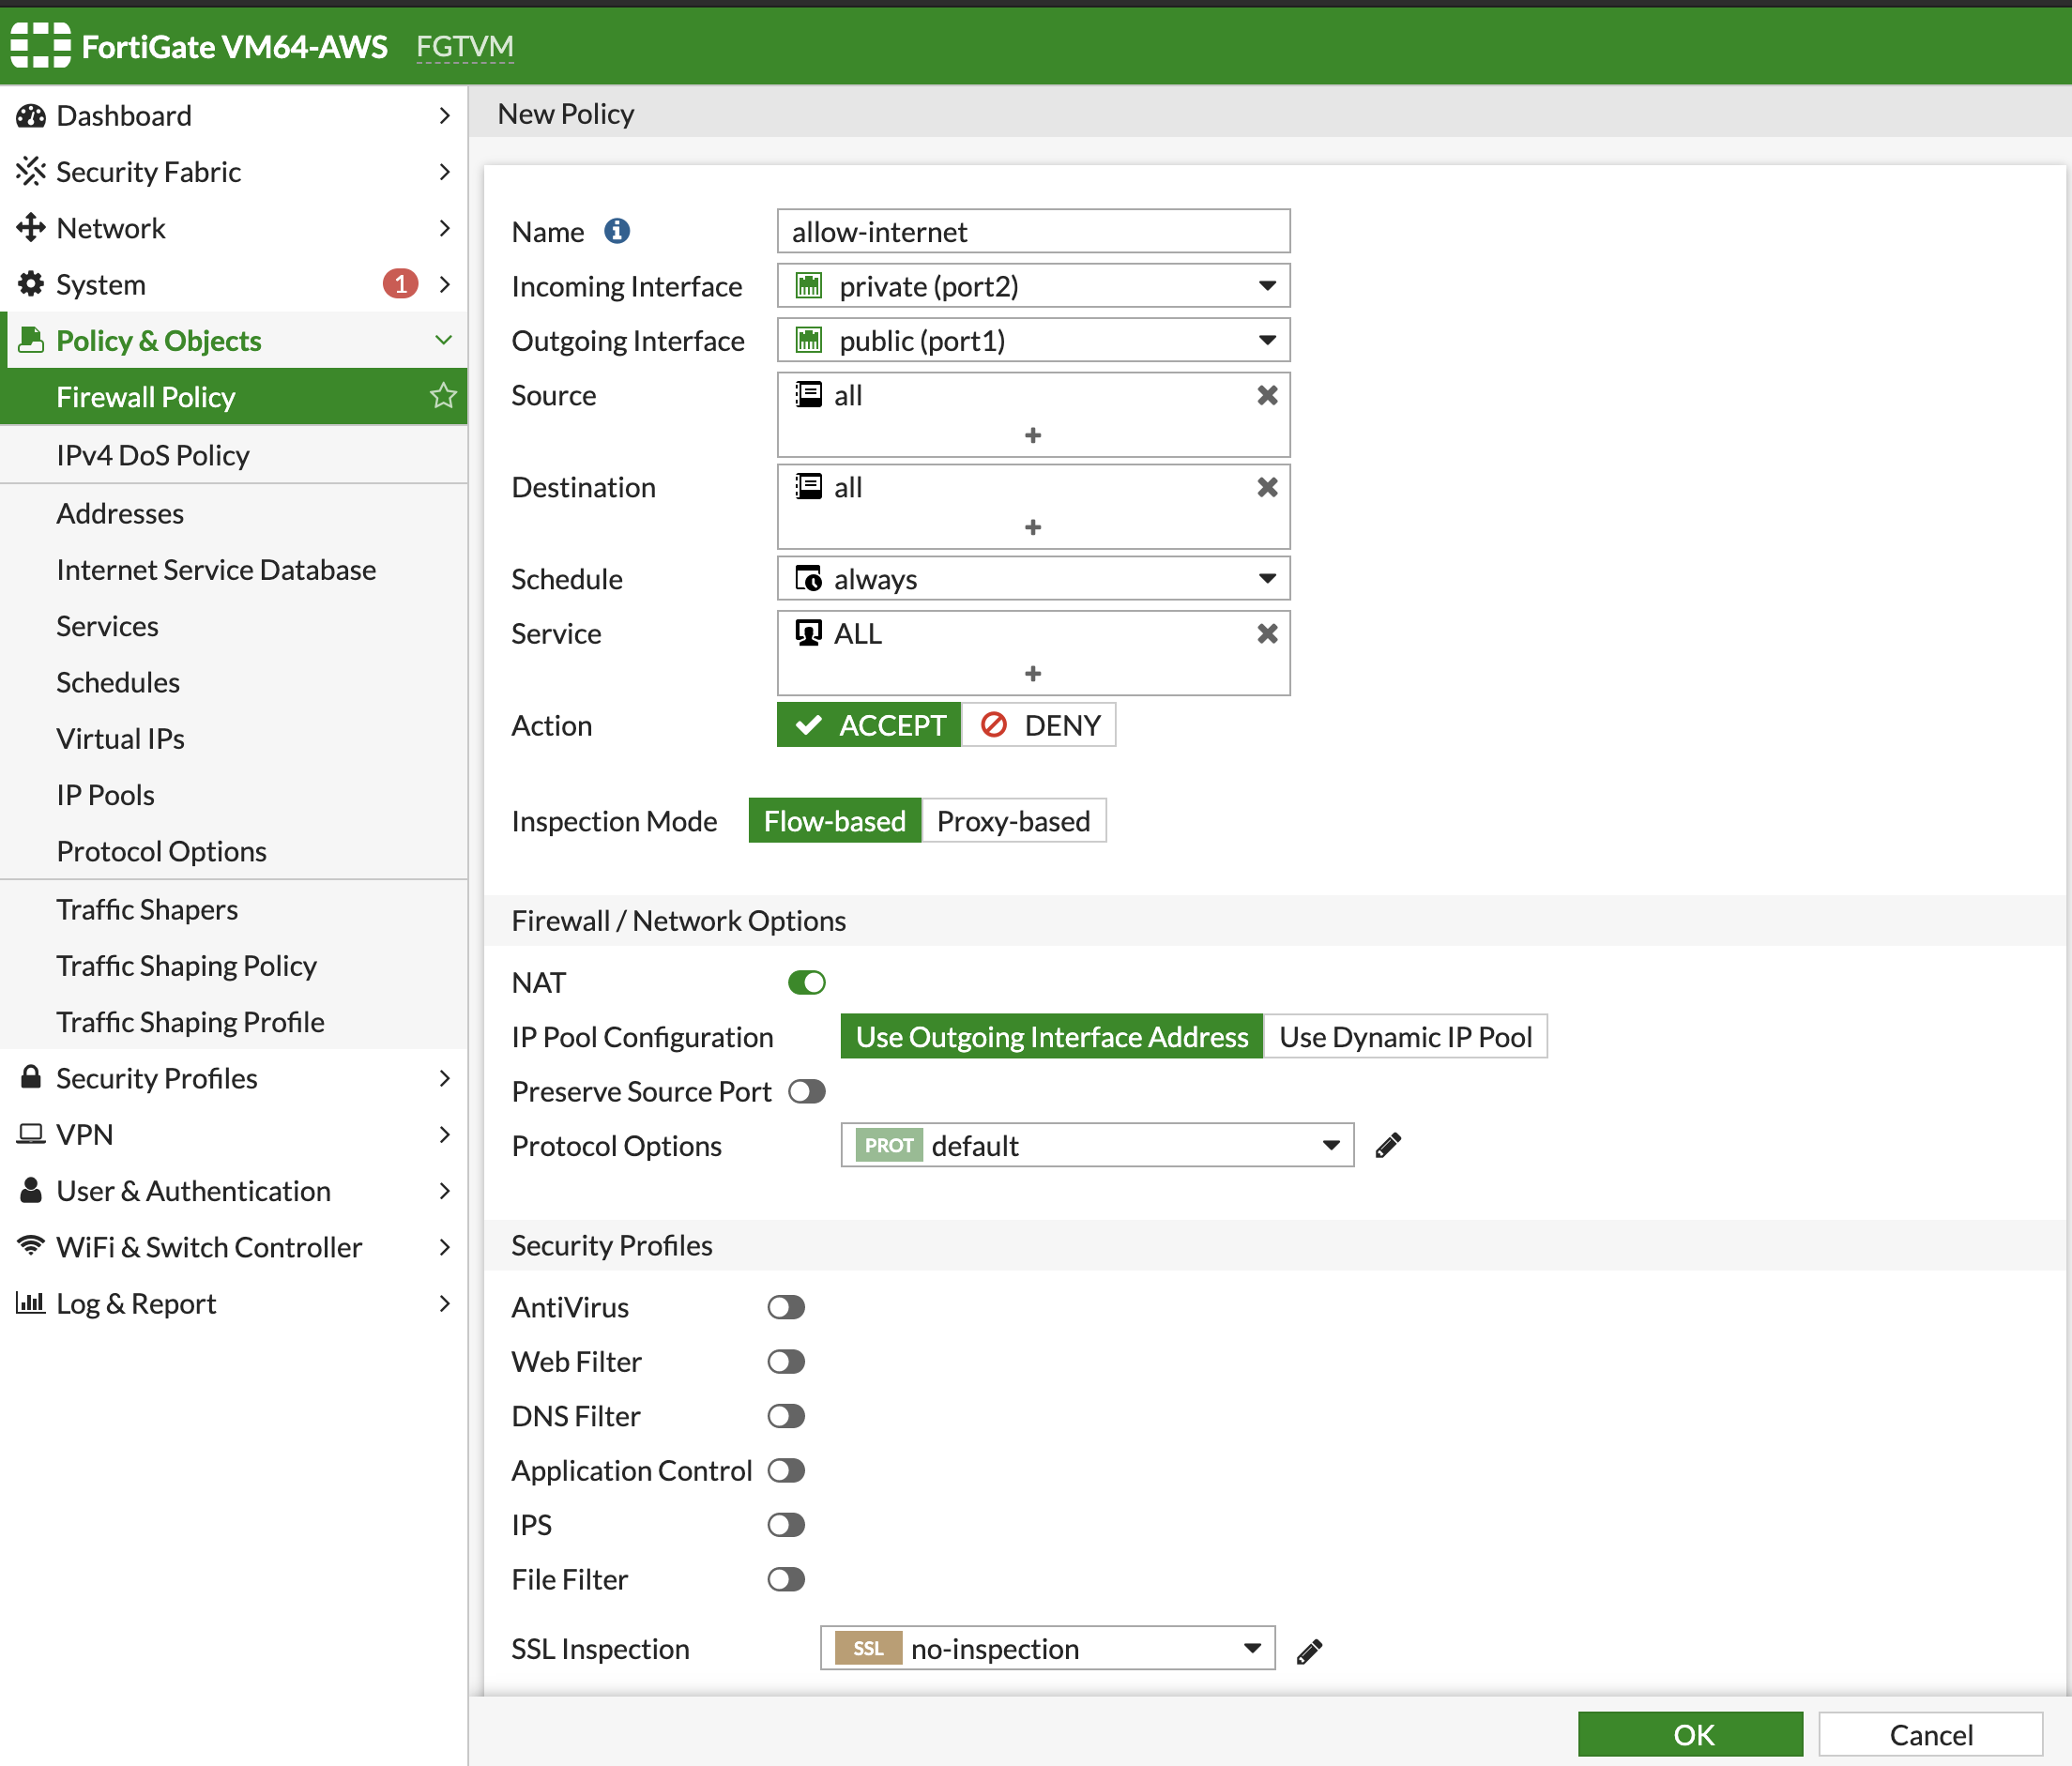 FortiGate VM64-AWS FGTVM
Dashboard
Security Fabric
Network
System 1
Policy & Objects
Firewall Policy
IPv4 DoS Policy
Addresses
Internet Service Database
Services
Schedules
Virtual IPs
IP Pools
Protocol Options
Traffic Shapers
Traffic Shaping Policy
Traffic Shaping Profile
Security Profiles
VPN
User & Authentication
WiFi & Switch Controller
Log & Report
New Policy
Name allow-internet
Incoming Interface private (port2)
Outgoing Interface public (port1)
Source all
+
Destination all
+
Schedule always
Service ALL
+
Action ACCEPT DENY
Inspection Mode Flow-based Proxy-based
Firewall / Network Options
NAT
IP Pool Configuration Use Outgoing Interface Address Use Dynamic IP Pool
Preserve Source Port
Protocol Options PROT default
Security Profiles
AntiVirus
Web Filter
DNS Filter
Application Control
IPS
File Filter
SSL Inspection SSL no-inspection
OK Cancel